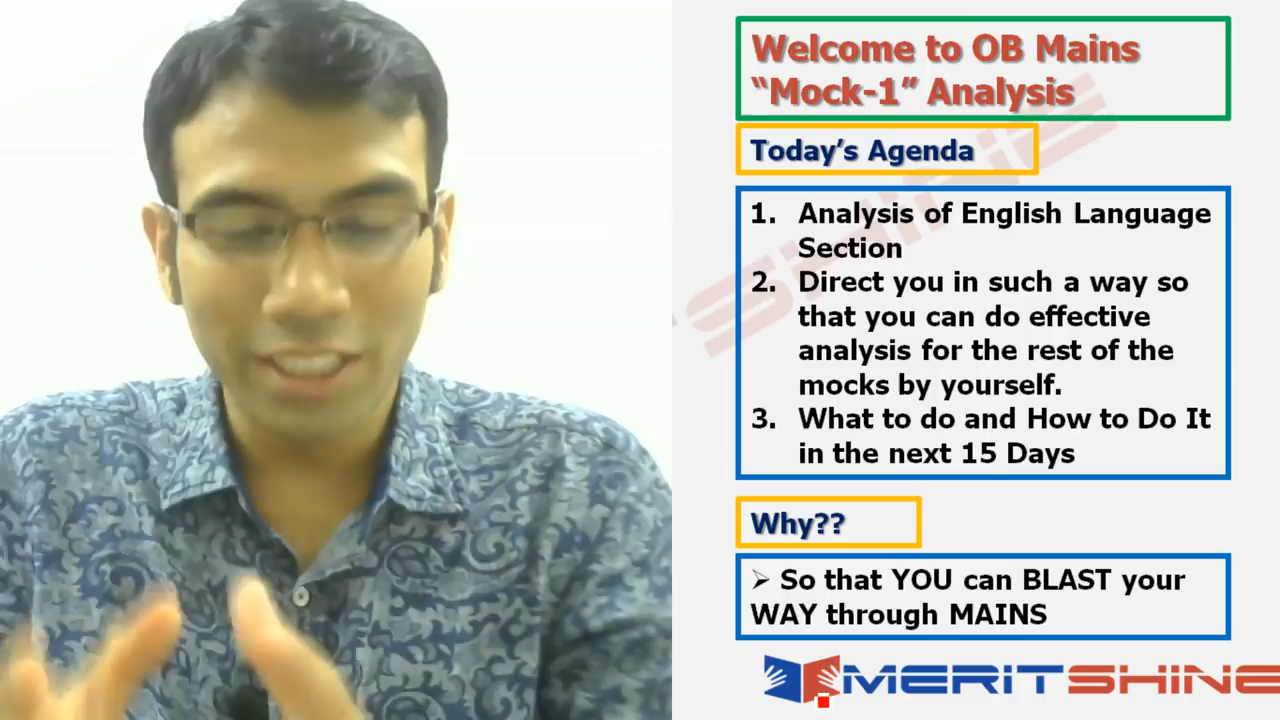 Welcome to OB Mains
“Mock-1” Analysis
Today’s Agenda
1. Analysis of English Language
Section
2. Direct you in such a way so
that you can do effective
analysis for the rest of the
mocks by yourself.
3. What to do and How to Do It
in the next 15 Days
Why??
➢ So that YOU can BLAST your
WAY through MAINS
MERITSHINE